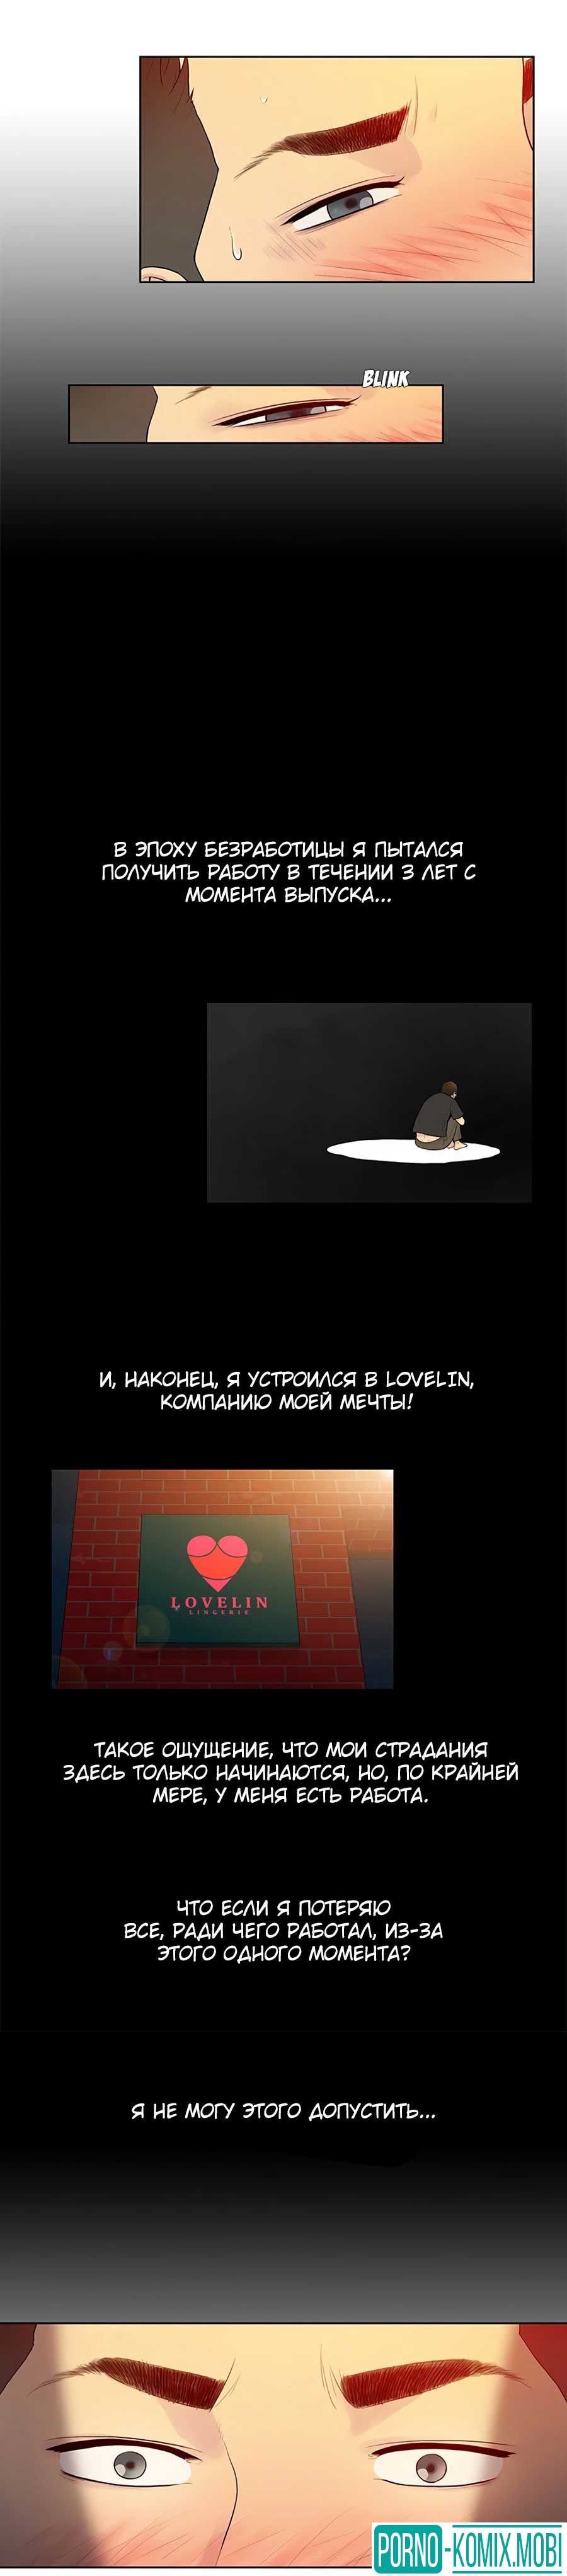 BLINK
В ЭПОХУ БЕЗРАБОТИЦЫ Я ПЫТАЛСЯ
ПОЛУЧИТЬ РАБОТУ В ТЕЧЕНИИ 3 ЛЕТ С
МОМЕНТА ВЫПУСКА...
И, НАКОНЕЦ, Я УСТРОИЛСЯ В LOVELIN,
КОМПАНИЮ МОЕЙ МЕЧТЫ!
LOVELIN
LINGERIE
ТАКОЕ ОЩУЩЕНИЕ, ЧТО МОИ СТРАДАНИЯ
ЗДЕСЬ ТОЛЬКО НАЧИНАЮТСЯ, НО, ПО КРАЙНЕЙ
МЕРЕ, У МЕНЯ ЕСТЬ РАБОТА.
ЧТО ЕСЛИ Я ПОТЕРЯЮ
ВСЕ, РАДИ ЧЕГО РАБОТАЛ, ИЗ-ЗА
ЭТОГО ОДНОГО МОМЕНТА?
Я НЕ МОГУ ЭТОГО ДОПУСТИТЬ...
PORNO-KOMIX.MOBI